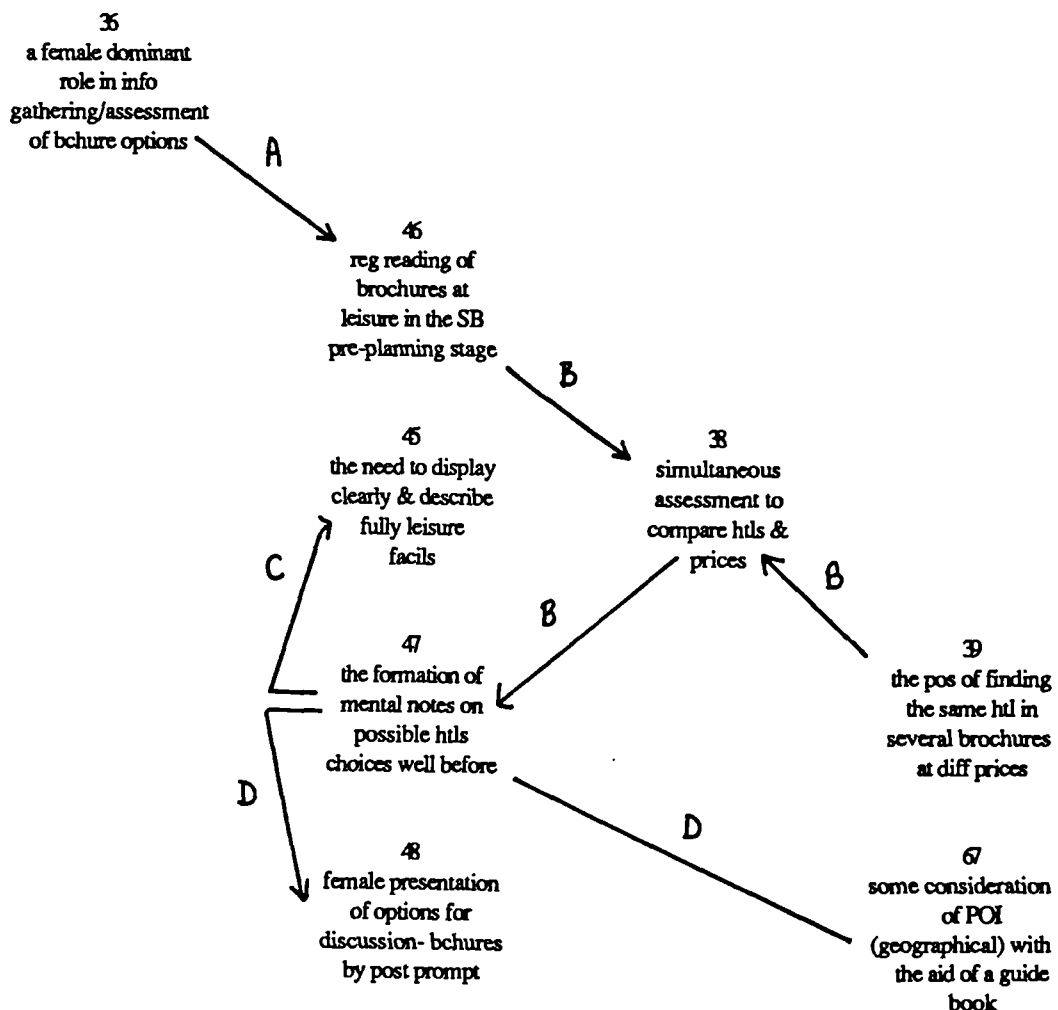 36
a female dominant
role in info
gathering/assessment
of bchure options
A
46
reg reading of
brochures at
leisure in the SB
pre-planning stage
B
45
the need to display
clearly & describe
fully leisure
facils
38
simultaneous
assessment to
compare htls &
prices
C
B
B
47
the formation of
mental notes on
possible htls
choices well before
39
the pos of finding
the same htl in
several brochures
at diff prices
D
D
48
female presentation
of options for
discussion- bchures
by post prompt
67
some consideration
of POI
(geographical) with
the aid of a guide
book